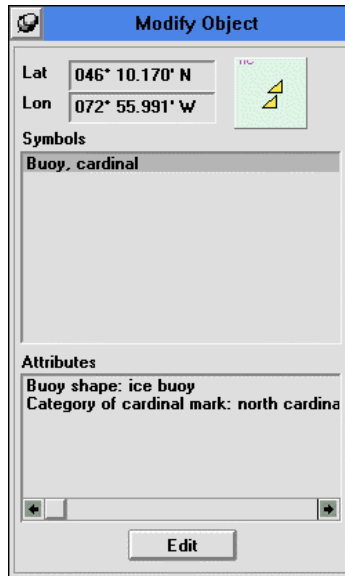 Modify Object
Lat 046° 10.170' N
Lon 072° 55.991' W
Symbols
Buoy, cardinal
Attributes
Buoy shape: ice buoy
Category of cardinal mark: north cardina
Edit